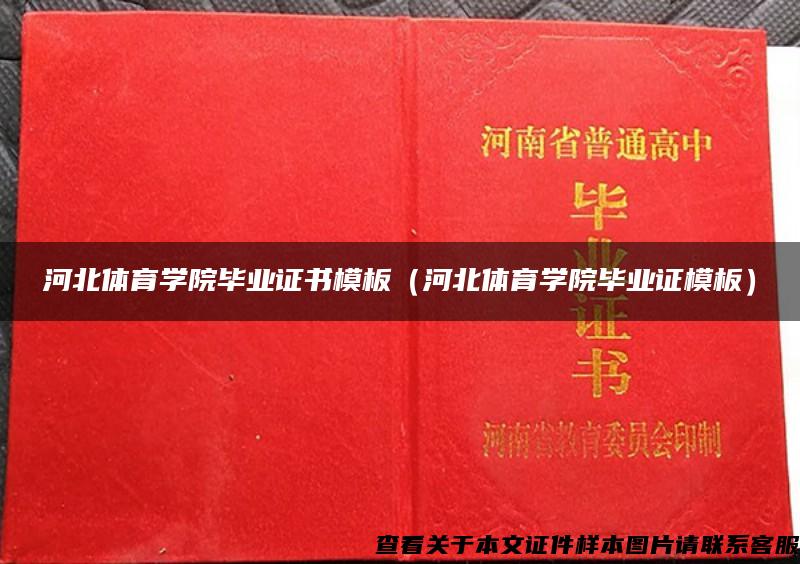 河南省普通高中
毕业证书
河北体育学院毕业证书模板（河北体育学院毕业证模板）
河南省教育委员会印制
查看关于本文证件样本图片请联系客服